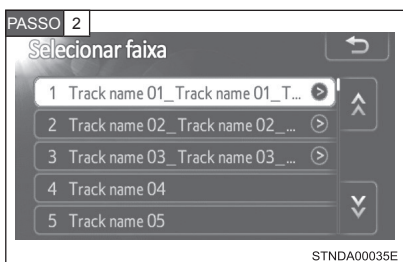 PASSO 2
Selecionar faixa
1 Track name 01_Track name 01_T...
2 Track name 02_Track name 02_ ...
3 Track name 03_Track name 03_ ...
4 Track name 04
5 Track name 05
STNDA00035E